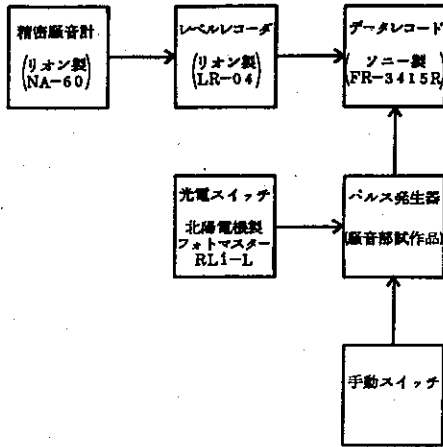 精密騒音計
(リオン製)
(NA-60)
レベルレコーダ
(リオン製)
(LR-04)
データレコード
(ソニー製)
(FR-3415R)
光電スイッチ
北陽電機製
フォトマスター
RL1-L
パルス発生器
(騒音部試作品)
手動スイッチ